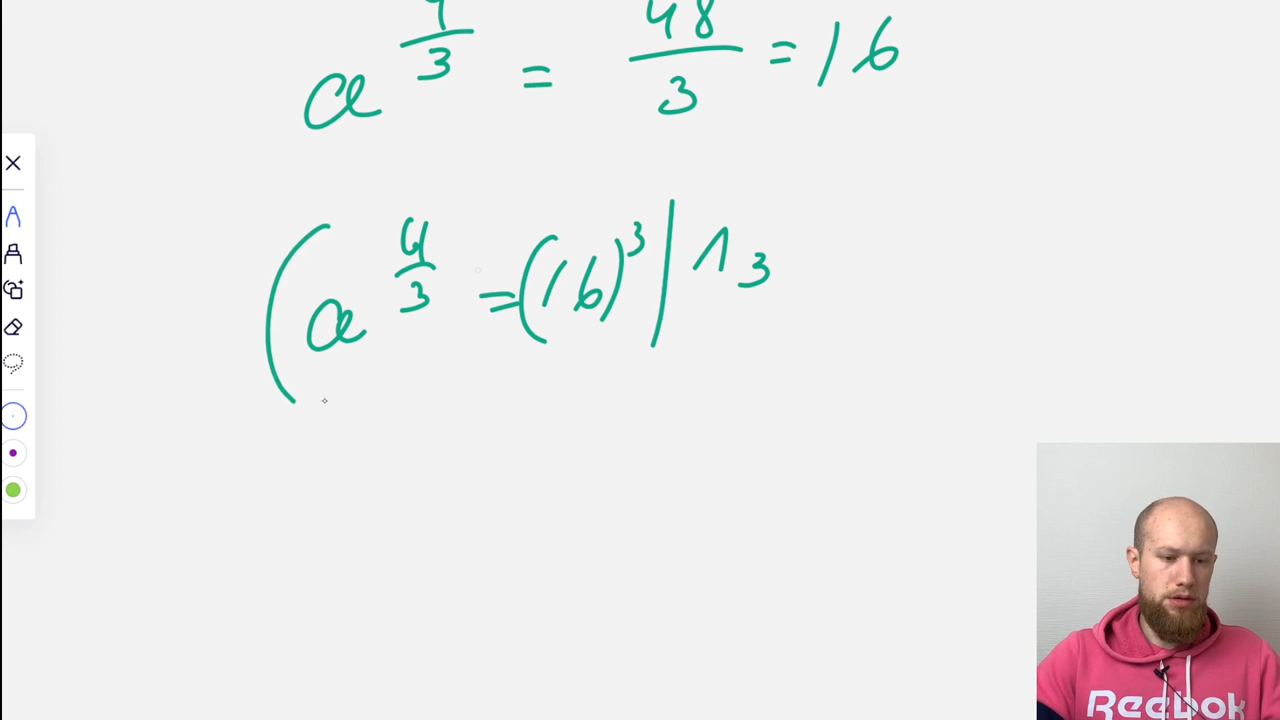 a^(4/3) = 48/3 = 16
(a^(4/3) = (16)^3 | ^3
Reebok